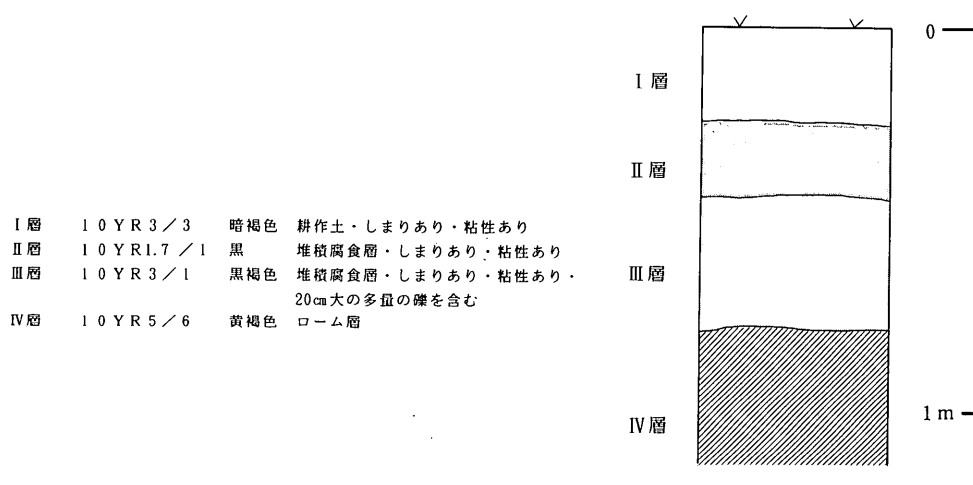 Ⅰ層 10YR3／3 暗褐色 耕作土・しまりあり・粘性あり
Ⅱ層 10YR1.7／1 黒 堆積腐食層・しまりあり・粘性あり
Ⅲ層 10YR3／1 黒褐色 堆積腐食層・しまりあり・粘性あり・
20㎝大の多量の礫を含む
Ⅳ層 10YR5／6 黄褐色 ローム層
Ⅰ層
Ⅱ層
Ⅲ層
Ⅳ層
0
1m